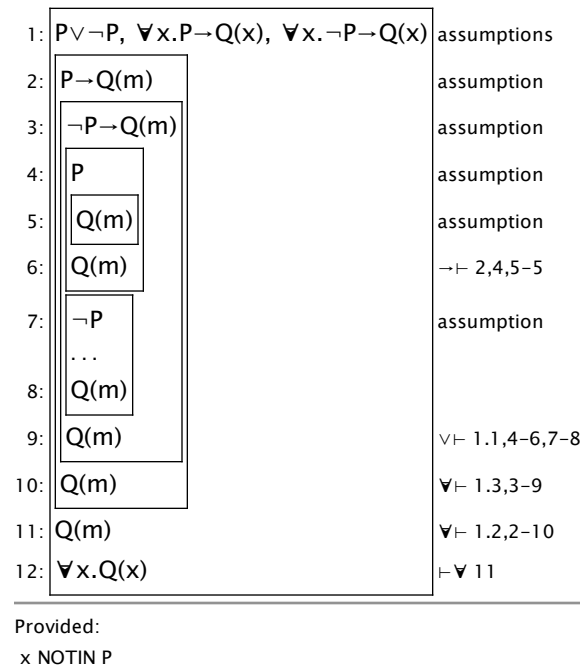 1: P∨¬P, ∀x.P→Q(x), ∀x.¬P→Q(x) assumptions
2: P→Q(m) assumption
3: ¬P→Q(m) assumption
4: P assumption
5: Q(m) assumption
6: Q(m) →⊢ 2,4,5-5
7: ¬P assumption
...
8: Q(m)
9: Q(m) ∨⊢ 1.1,4-6,7-8
10: Q(m) ∀⊢ 1.3,3-9
11: Q(m) ∀⊢ 1.2,2-10
12: ∀x.Q(x) ⊢∀ 11
Provided:
x NOTIN P